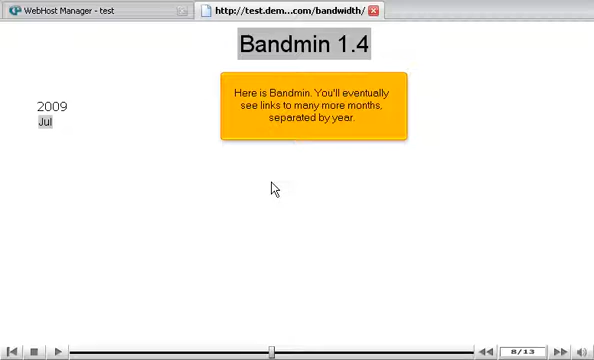 WebHost Manager - test
http://test.dem...com/bandwidth/
Bandmin 1.4
Here is Bandmin. You'll eventually
see links to many more months,
separated by year.
2009
Jul
8/13